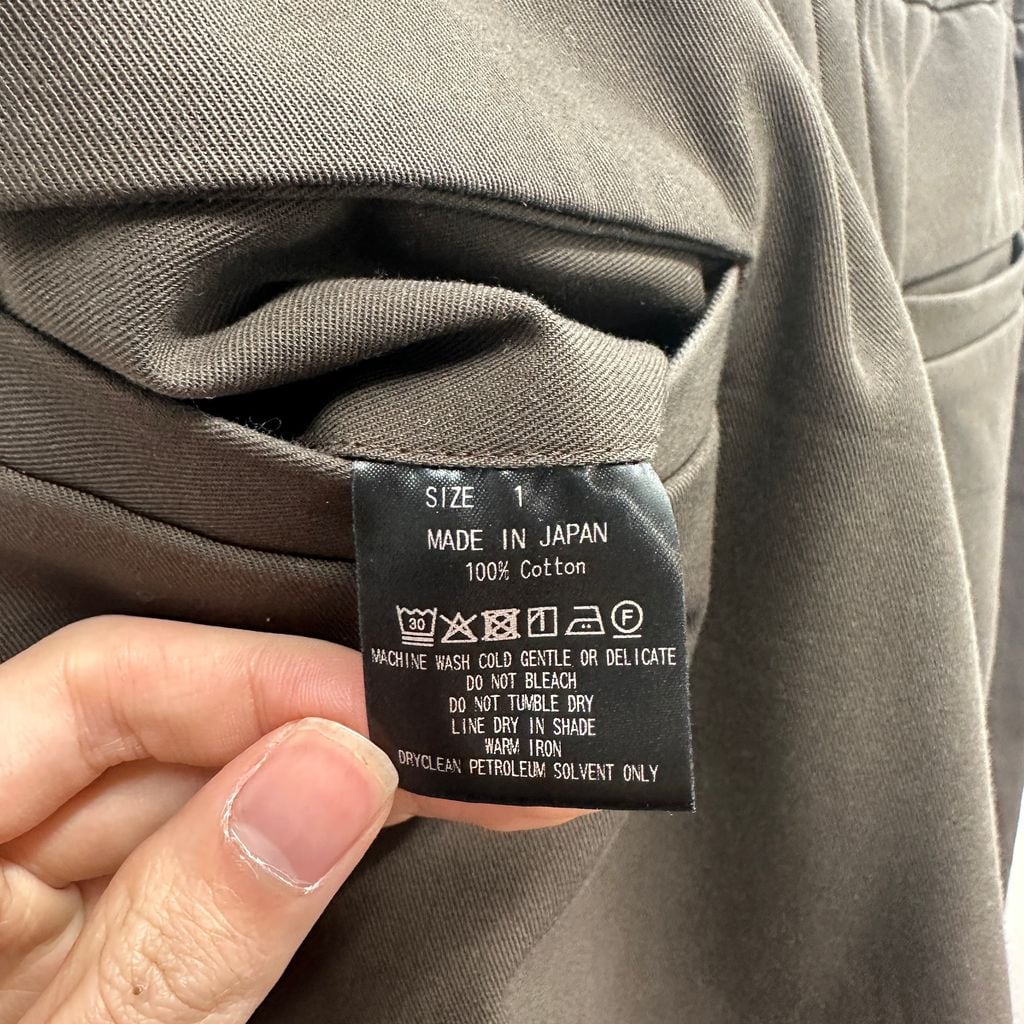 SIZE 1
MADE IN JAPAN
100% Cotton
30 F
MACHINE WASH COLD GENTLE OR DELICATE
DO NOT BLEACH
DO NOT TUMBLE DRY
LINE DRY IN SHADE
WARM IRON
DRYCLEAN PETROLEUM SOLVENT ONLY